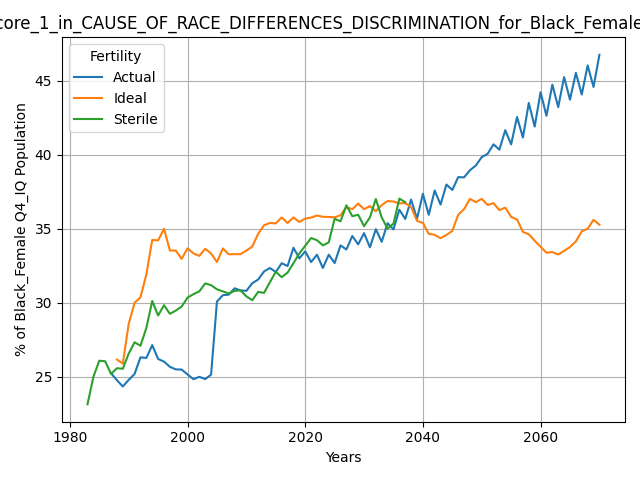 core_1_in_CAUSE_OF_RACE_DIFFERENCES_DISCRIMINATION_for_Black_Female
Fertility
Actual
Ideal
Sterile
45
40
35
30
25
% of Black_Female Q4_IQ Population
1980
2000
2020
2040
2060
Years